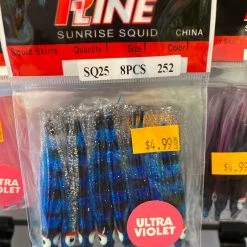 LINE
SUNRISE SQUID
CHINA
Squid Skirts Quantity Size Color
SQ25 8PCS 252
$4.99
$4.99
ULTRA
VIOLET
ULTRA
VIOLET